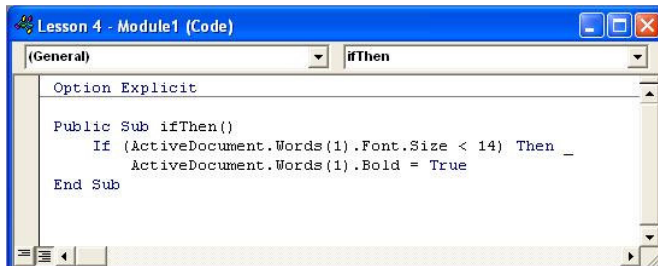 Lesson 4 - Module1 (Code)
(General) ifThen
Option Explicit
Public Sub ifThen()
    If (ActiveDocument.Words(1).Font.Size < 14) Then _
        ActiveDocument.Words(1).Bold = True
End Sub